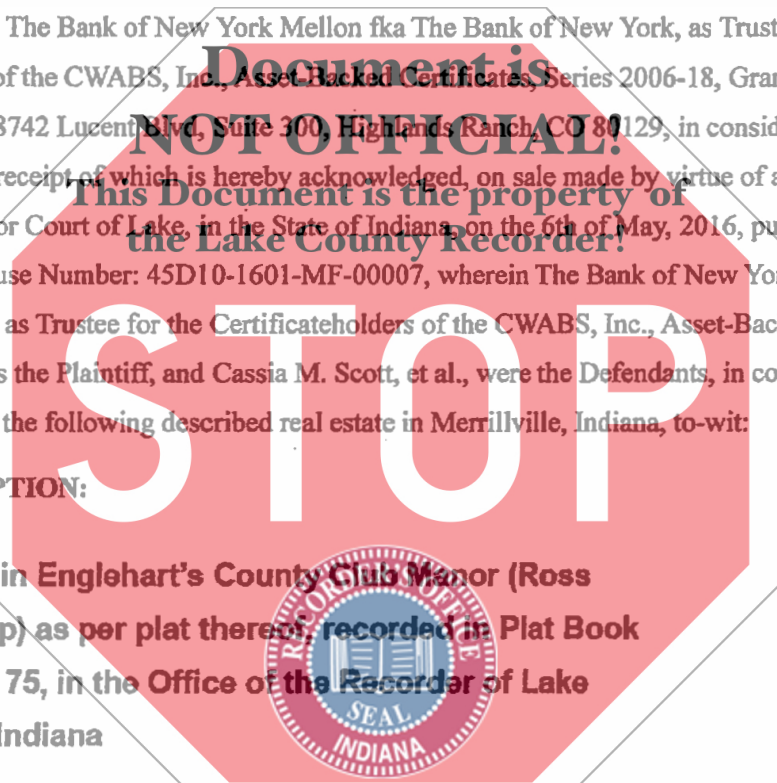 The Bank of New York Mellon fka The Bank of New York, as Trust
of the CWABS, Inc., Asset-Backed Certificates, Series 2006-18, Gran
8742 Lucent Blvd, Suite 300, Highlands Ranch, CO 80129, in consid
receipt of which is hereby acknowledged, on sale made by virtue of a
or Court of Lake, in the State of Indiana, on the 6th of May, 2016, pu
use Number: 45D10-1601-MF-00007, wherein The Bank of New Yor
as Trustee for the Certificateholders of the CWABS, Inc., Asset-Bac
s the Plaintiff, and Cassia M. Scott, et al., were the Defendants, in co
the following described real estate in Merrillville, Indiana, to-wit:
PTION:
in Englehart's County Club Manor (Ross
p) as per plat thereof, recorded in Plat Book
75, in the Office of the Recorder of Lake
Indiana
Document is
NOT OFFICIAL!
This Document is the property of
the Lake County Recorder!
STOP
RECORDER'S OFFICE
SEAL
INDIANA